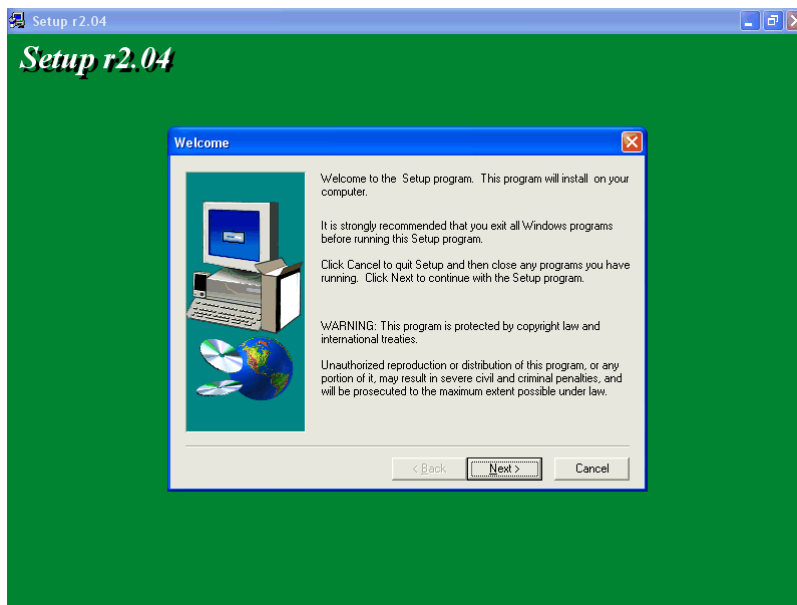 Setup r2.04
Setup r2.04
Welcome
Welcome to the Setup program. This program will install on your
computer.
It is strongly recommended that you exit all Windows programs
before running this Setup program.
Click Cancel to quit Setup and then close any programs you have
running. Click Next to continue with the Setup program.
WARNING: This program is protected by copyright law and
international treaties.
Unauthorized reproduction or distribution of this program, or any
portion of it, may result in severe civil and criminal penalties, and
will be prosecuted to the maximum extent possible under law.
< Back Next > Cancel